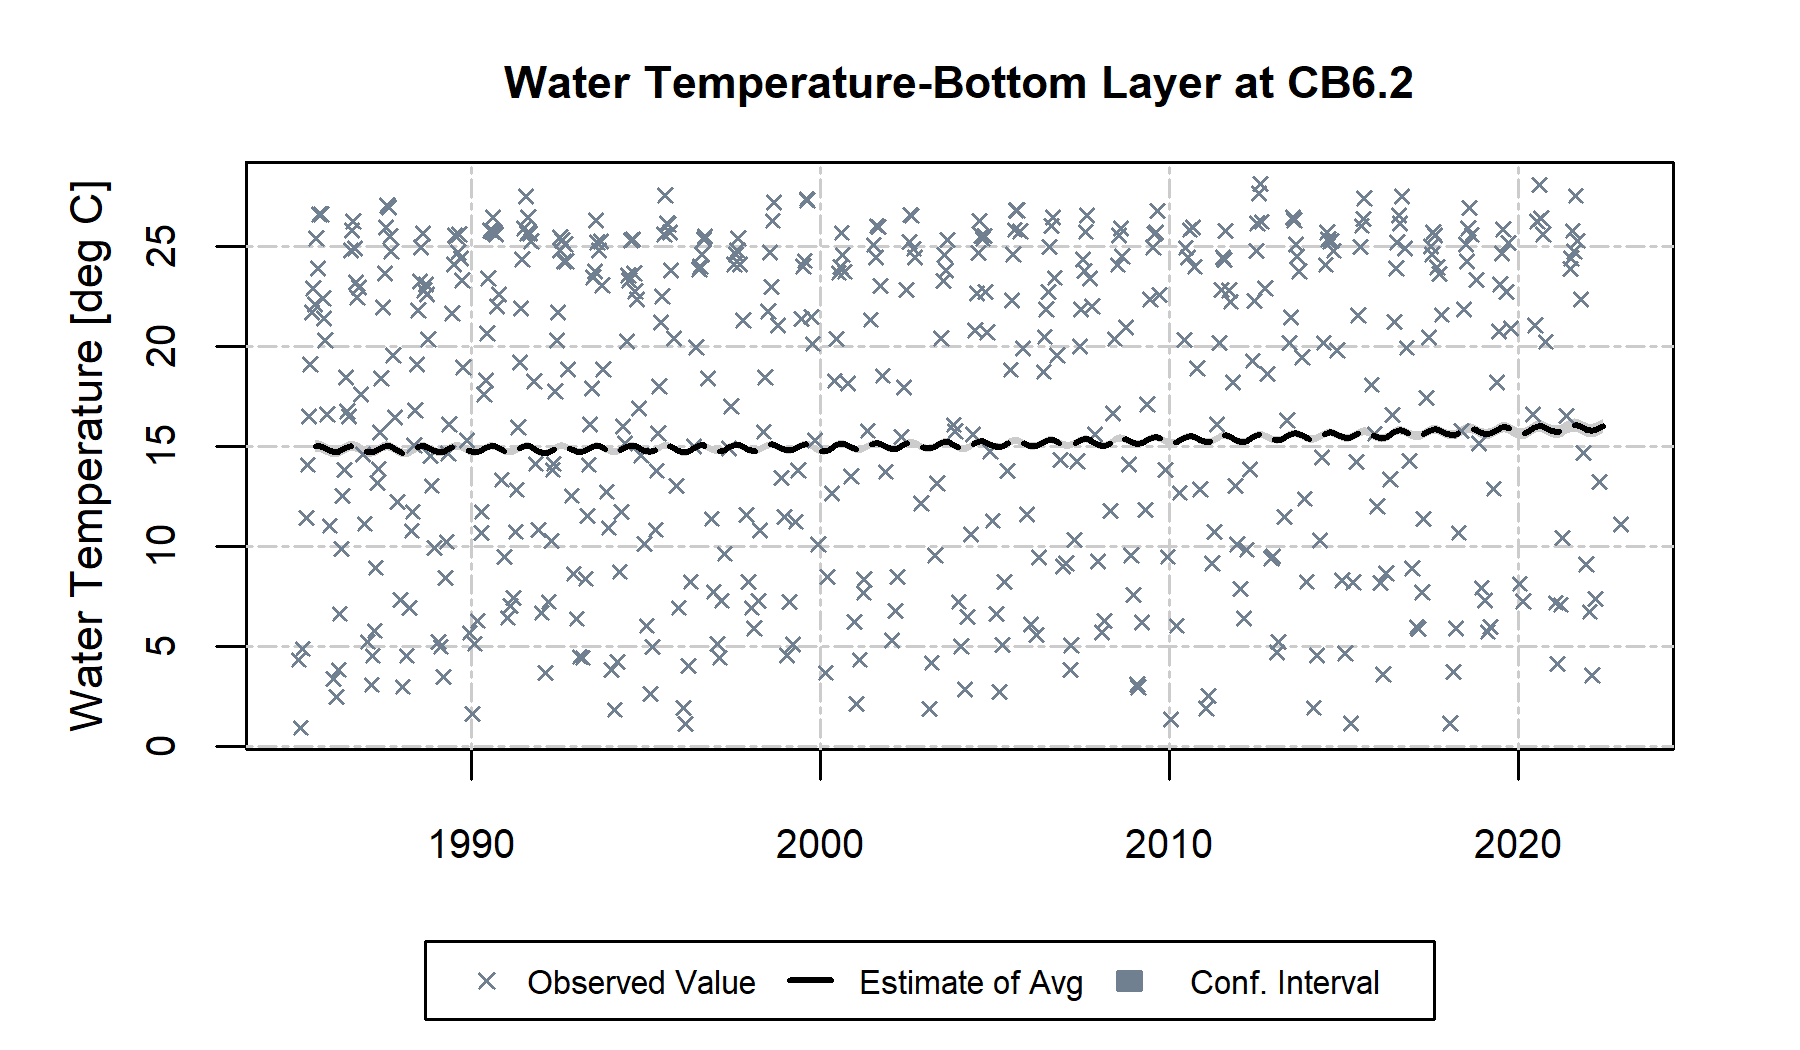 Water Temperature-Bottom Layer at CB6.2
Water Temperature [deg C]
25
20
15
10
5
0
1990 2000 2010 2020
Observed Value Estimate of Avg Conf. Interval